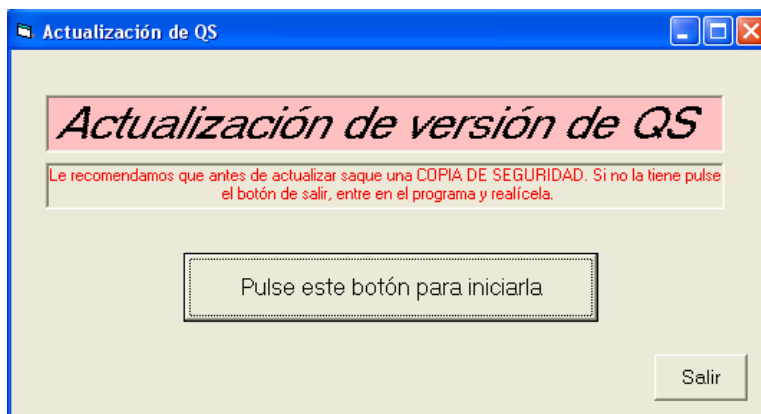 Actualización de QS
Actualización de versión de QS
Le recomendamos que antes de actualizar saque una COPIA DE SEGURIDAD. Si no la tiene pulse
el botón de salir, entre en el programa y realícela.
Pulse este botón para iniciarla
Salir